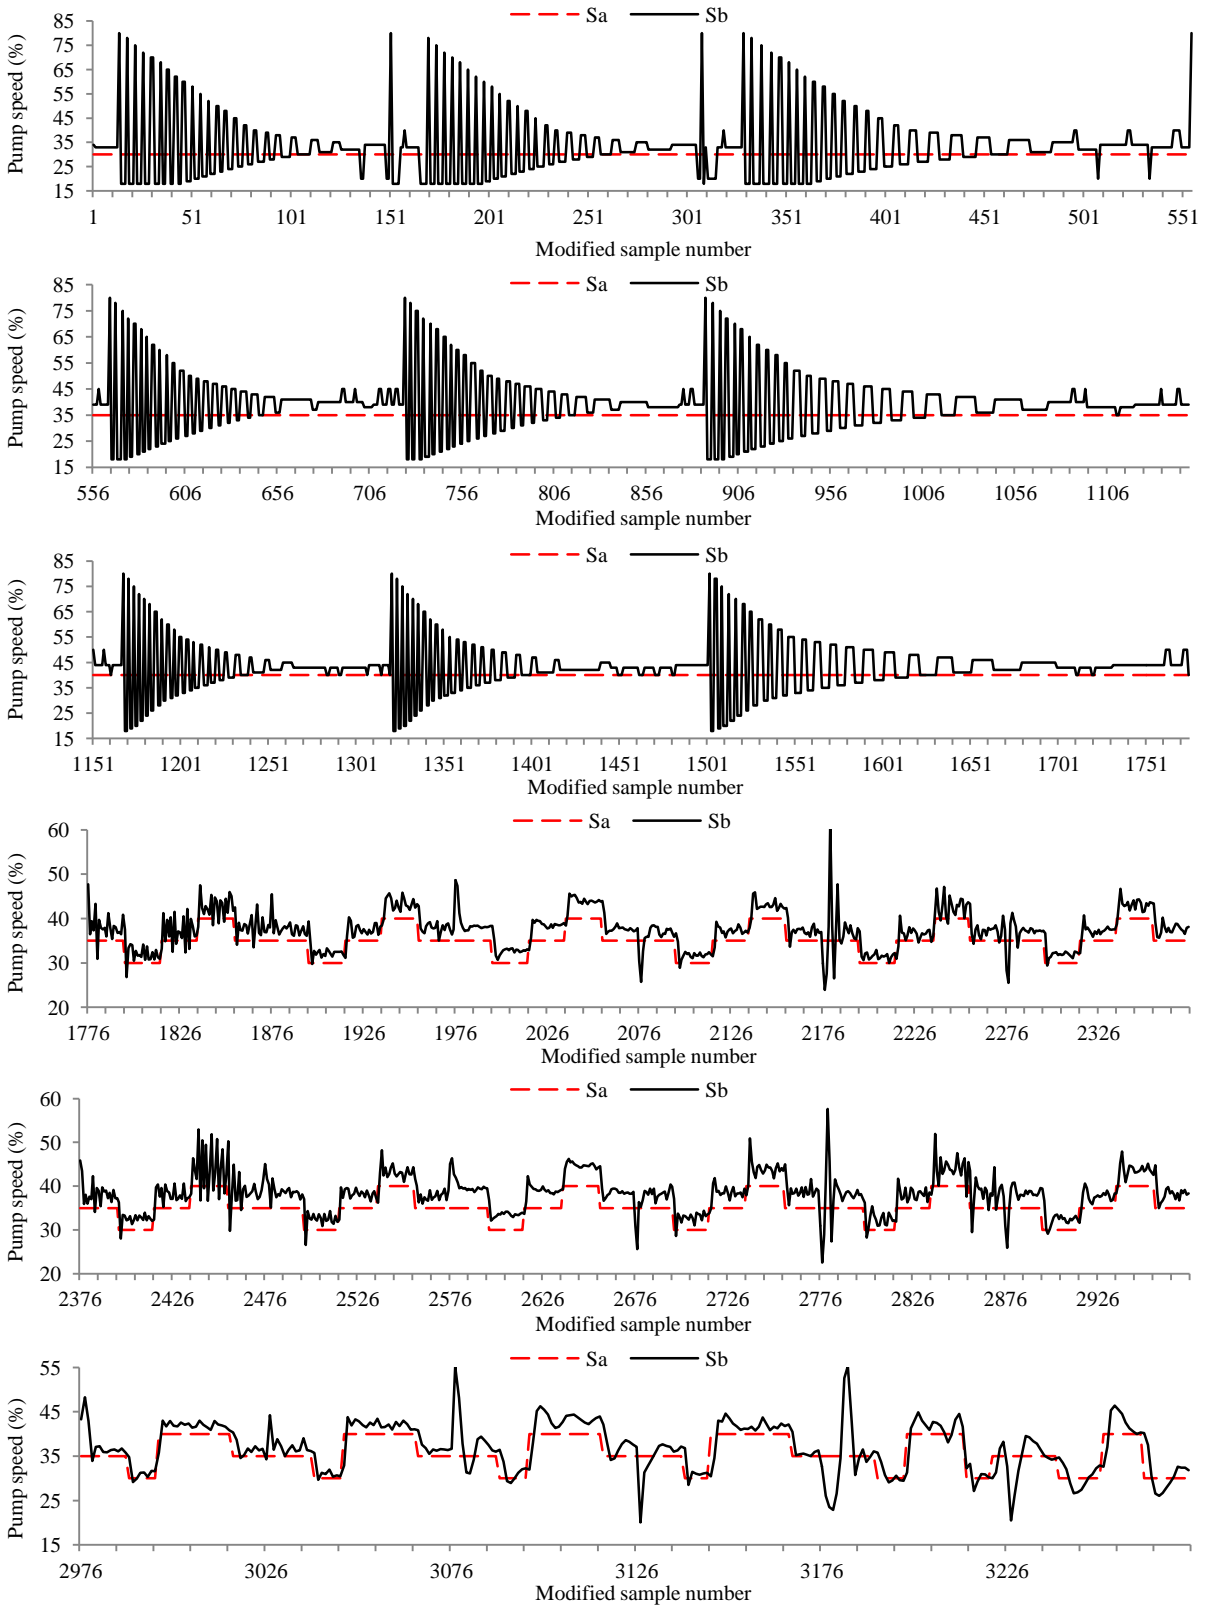 Sa Sb
Pump speed (%)
85
75
65
55
45
35
25
15
1 51 101 151 201 251 301 351 401 451 501 551
Modified sample number
Sa Sb
Pump speed (%)
85
75
65
55
45
35
25
15
556 606 656 706 756 806 856 906 956 1006 1056 1106
Modified sample number
Sa Sb
Pump speed (%)
85
75
65
55
45
35
25
15
1151 1201 1251 1301 1351 1401 1451 1501 1551 1601 1651 1701 1751
Modified sample number
Sa Sb
Pump speed (%)
60
50
40
30
20
1776 1826 1876 1926 1976 2026 2076 2126 2176 2226 2276 2326
Modified sample number
Sa Sb
Pump speed (%)
60
50
40
30
20
2376 2426 2476 2526 2576 2626 2676 2726 2776 2826 2876 2926
Modified sample number
Sa Sb
Pump speed (%)
55
45
35
25
15
2976 3026 3076 3126 3176 3226
Modified sample number